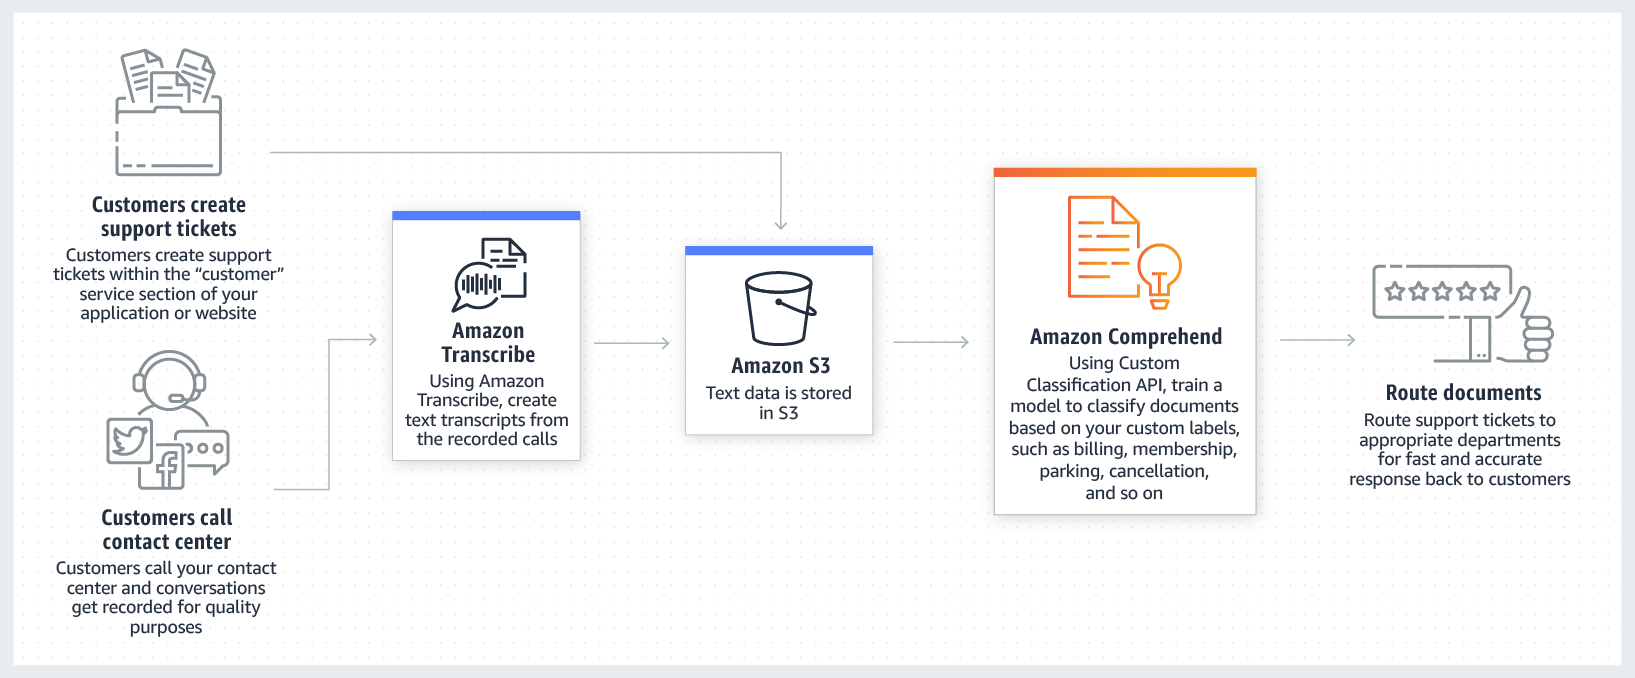 Customers create
support tickets
Customers create support
tickets within the “customer”
service section of your
application or website
Customers call
contact center
Customers call your contact
center and conversations
get recorded for quality
purposes
Amazon
Transcribe
Using Amazon
Transcribe, create
text transcripts from
the recorded calls
Amazon S3
Text data is stored
in S3
Amazon Comprehend
Using Custom
Classification API, train a
model to classify documents
based on your custom labels,
such as billing, membership,
parking, cancellation,
and so on
Route documents
Route support tickets to
appropriate departments
for fast and accurate
response back to customers